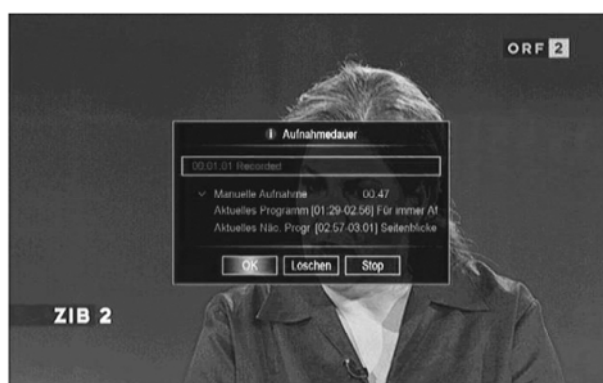 ORF 2
Aufnahmedauer
00:01.01 Recorded
Manuelle Aufnahme 00:47
Aktuelles Programm [01:29-02:56] Für immer Af
Aktuelles Näc. Progr [02:57-03:01] Seitenblicke
OK Löschen Stop
ZIB 2